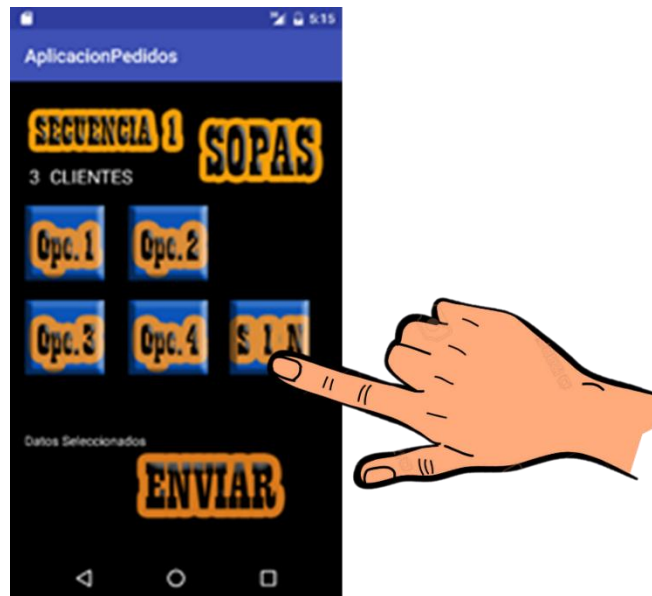 5:15
AplicacionPedidos
SECUENCIA 1
SOPAS
3 CLIENTES
Opc. 1 Opc. 2
Opc. 3 Opc. 4 S I N
Datos Seleccionados
ENVIAR